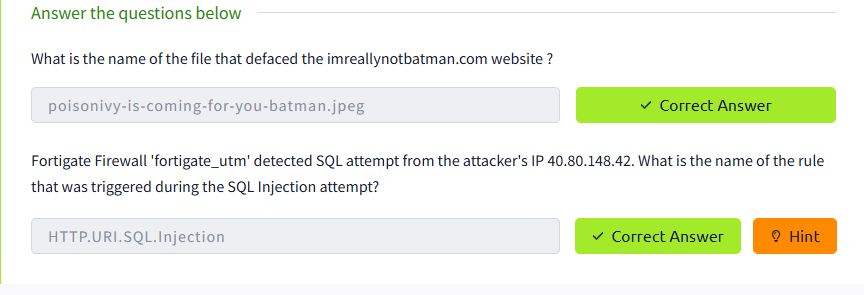 Answer the questions below
What is the name of the file that defaced the imreallynotbatman.com website ?
poisonivy-is-coming-for-you-batman.jpeg
Correct Answer
Fortigate Firewall 'fortigate_utm' detected SQL attempt from the attacker's IP 40.80.148.42. What is the name of the rule
that was triggered during the SQL Injection attempt?
HTTP.URI.SQL.Injection
Correct Answer
Hint